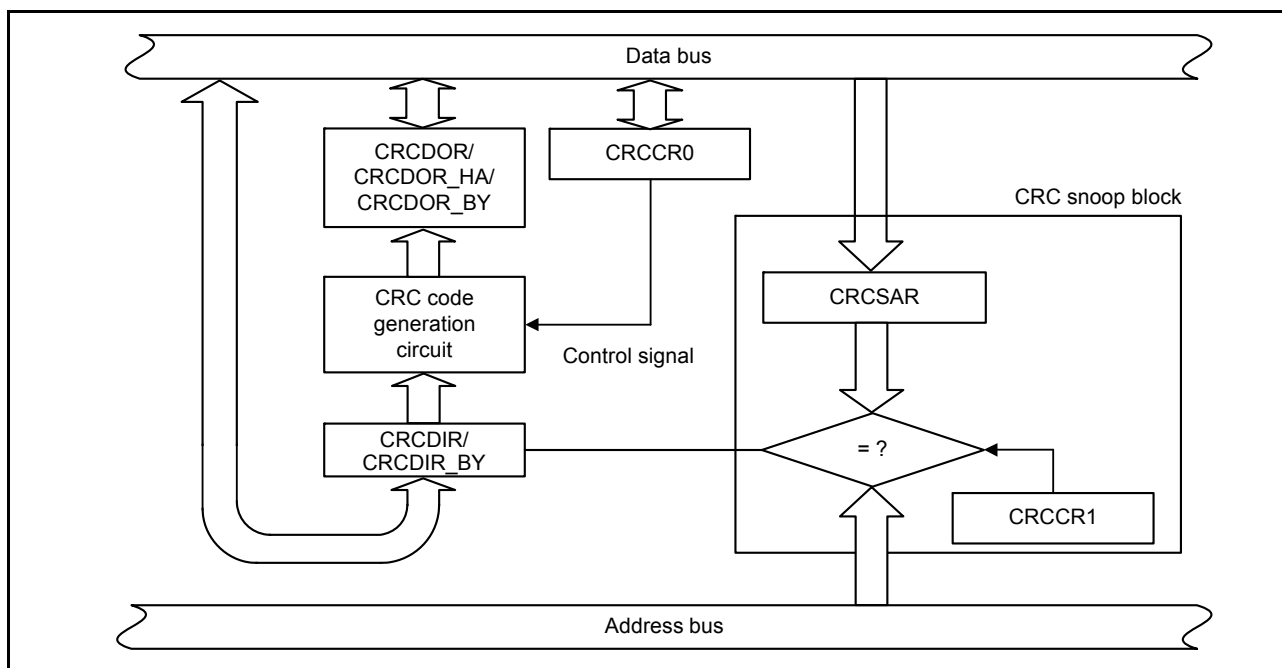 Data bus
CRCDOR/
CRCDOR_HA/
CRCDOR_BY
CRCCR0
CRC snoop block
CRCSAR
CRC code
generation
circuit
Control signal
CRCDIR/
CRCDIR_BY
= ?
CRCCR1
Address bus